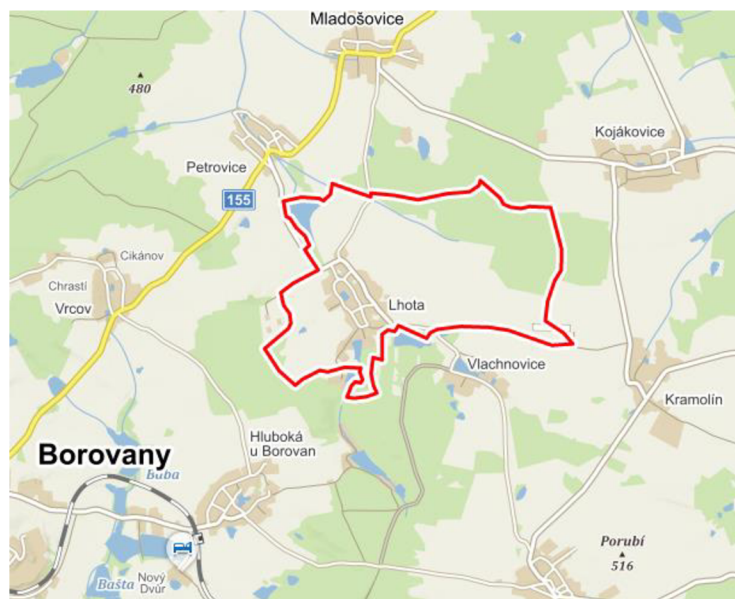 Mladošovice
480
Kojákovice
Petrovice
155
Cikánov
Chrastí
Vrcov
Lhota
Vlachnovice
Kramolín
Hluboká
u Borovan
Borovany
Baba
Porubí
516
Nový
Dvůr
Bašta